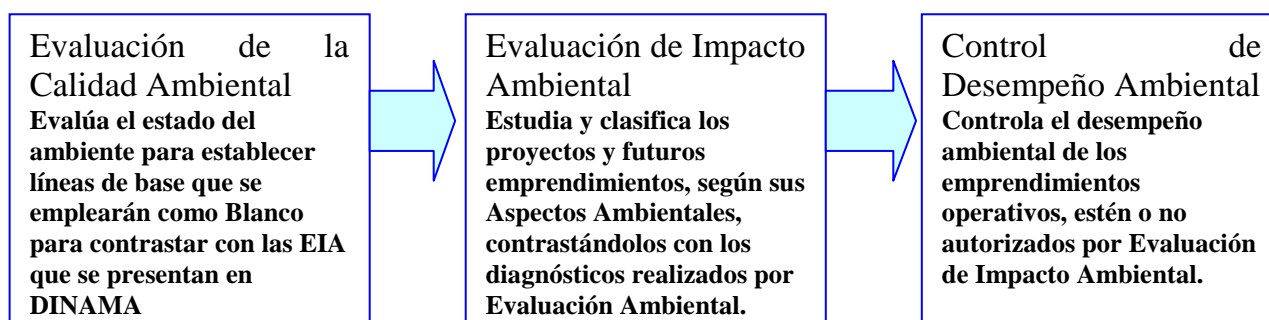 Evaluación de la
Calidad Ambiental
Evalúa el estado del
ambiente para establecer
líneas de base que se
emplearán como Blanco
para contrastar con las EIA
que se presentan en
DINAMA
Evaluación de Impacto
Ambiental
Estudia y clasifica los
proyectos y futuros
emprendimientos, según sus
Aspectos Ambientales,
contrastándolos con los
diagnósticos realizados por
Evaluación Ambiental.
Control de
Desempeño Ambiental
Controla el desempeño
ambiental de los
emprendimientos
operativos, estén o no
autorizados por Evaluación
de Impacto Ambiental.